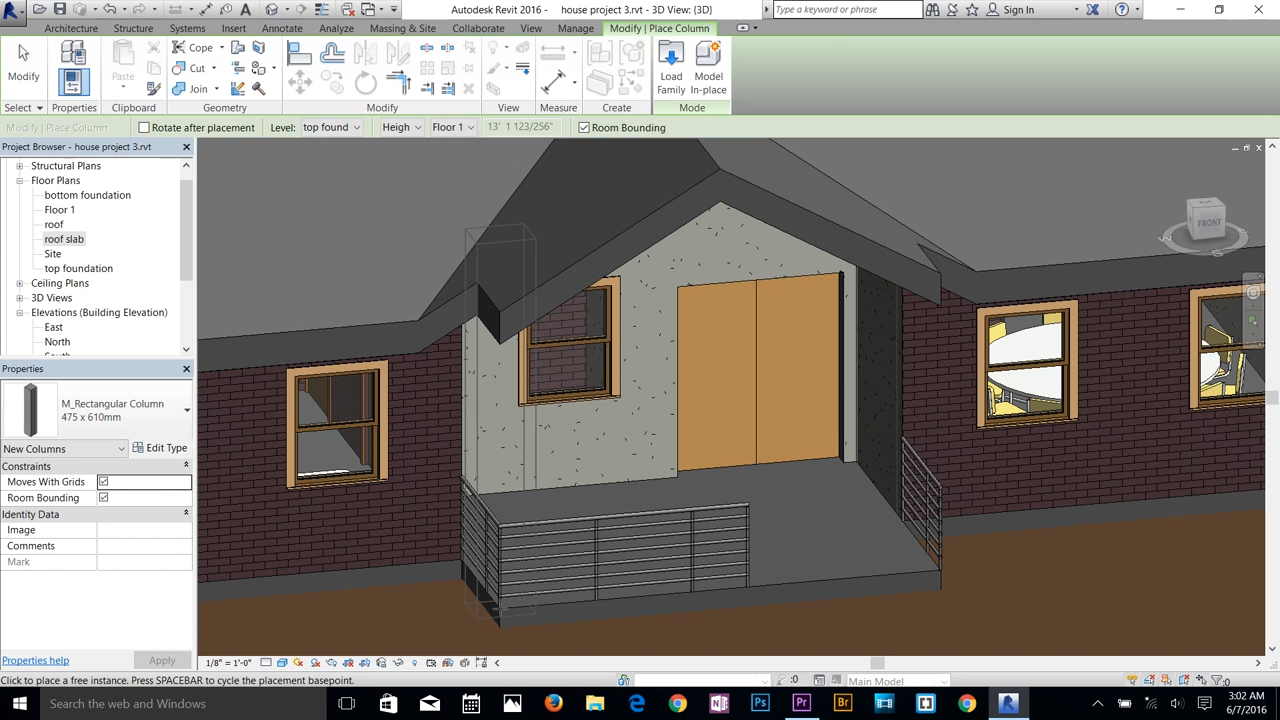 Autodesk Revit 2016 - house project 3.rvt - 3D View: {3D}
Type a keyword or phrase
Sign In
Architecture Structure Systems Insert Annotate Analyze Massing & Site Collaborate View Manage Modify | Place Column
Modify
Paste
Cope
Cut
Join
Load Family
Model In-place
Select Properties Clipboard Geometry Modify View Measure Create Mode
Modify | Place Column
Rotate after placement
Level: top found
Heigh
Floor 1
13' 1 123/256"
Room Bounding
Project Browser - house project 3.rvt
Structural Plans
Floor Plans
bottom foundation
Floor 1
roof
roof slab
Site
top foundation
Ceiling Plans
3D Views
Elevations (Building Elevation)
East
North
FRONT
W
Properties
M_Rectangular Column
475 x 610mm
New Columns
Edit Type
Constraints
Moves With Grids
Room Bounding
Identity Data
Image
Comments
Mark
Properties help
Apply
1/8" = 1'-0"
Click to place a free instance. Press SPACEBAR to cycle the placement basepoint.
:0
Main Model
:0
Search the web and Windows
3:02 AM
6/7/2016